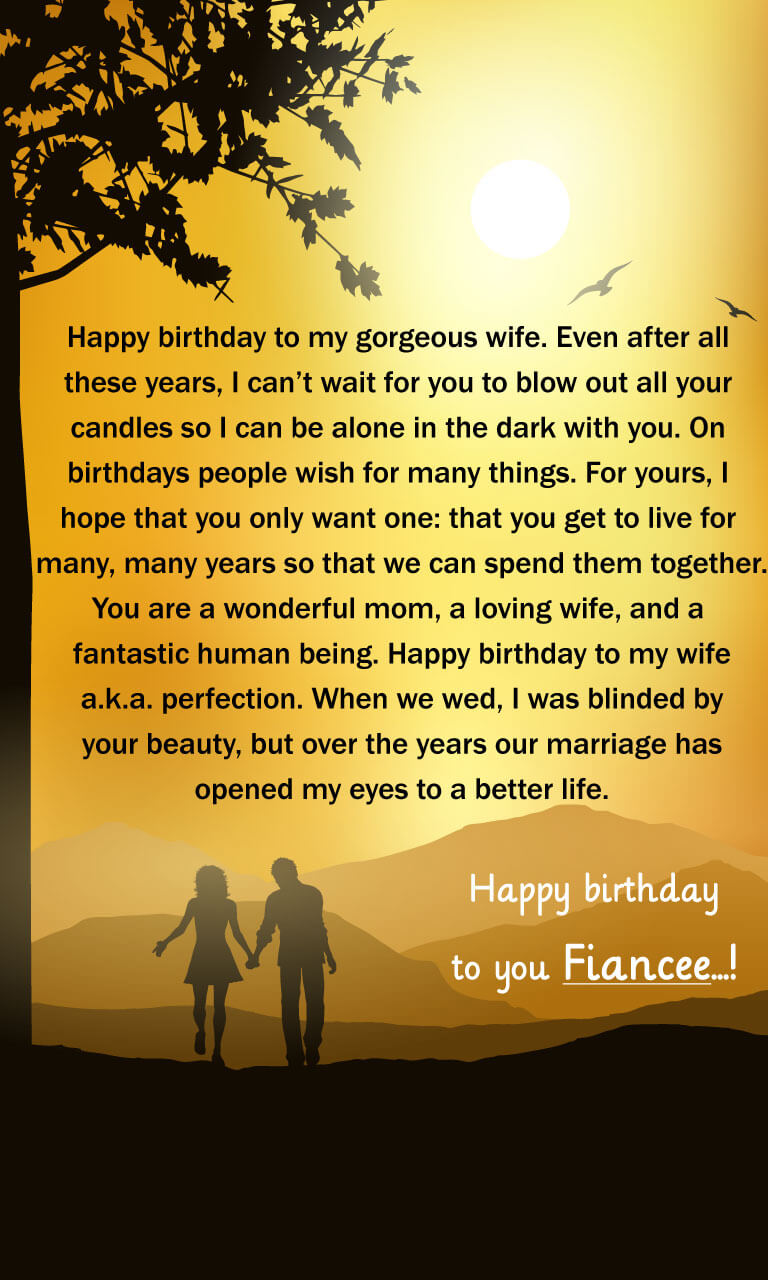 Happy birthday to my gorgeous wife. Even after all
these years, I can’t wait for you to blow out all your
candles so I can be alone in the dark with you. On
birthdays people wish for many things. For yours, I
hope that you only want one: that you get to live for
many, many years so that we can spend them together.
You are a wonderful mom, a loving wife, and a
fantastic human being. Happy birthday to my wife
a.k.a. perfection. When we wed, I was blinded by
your beauty, but over the years our marriage has
opened my eyes to a better life.
Happy birthday
to you Fiancee...!